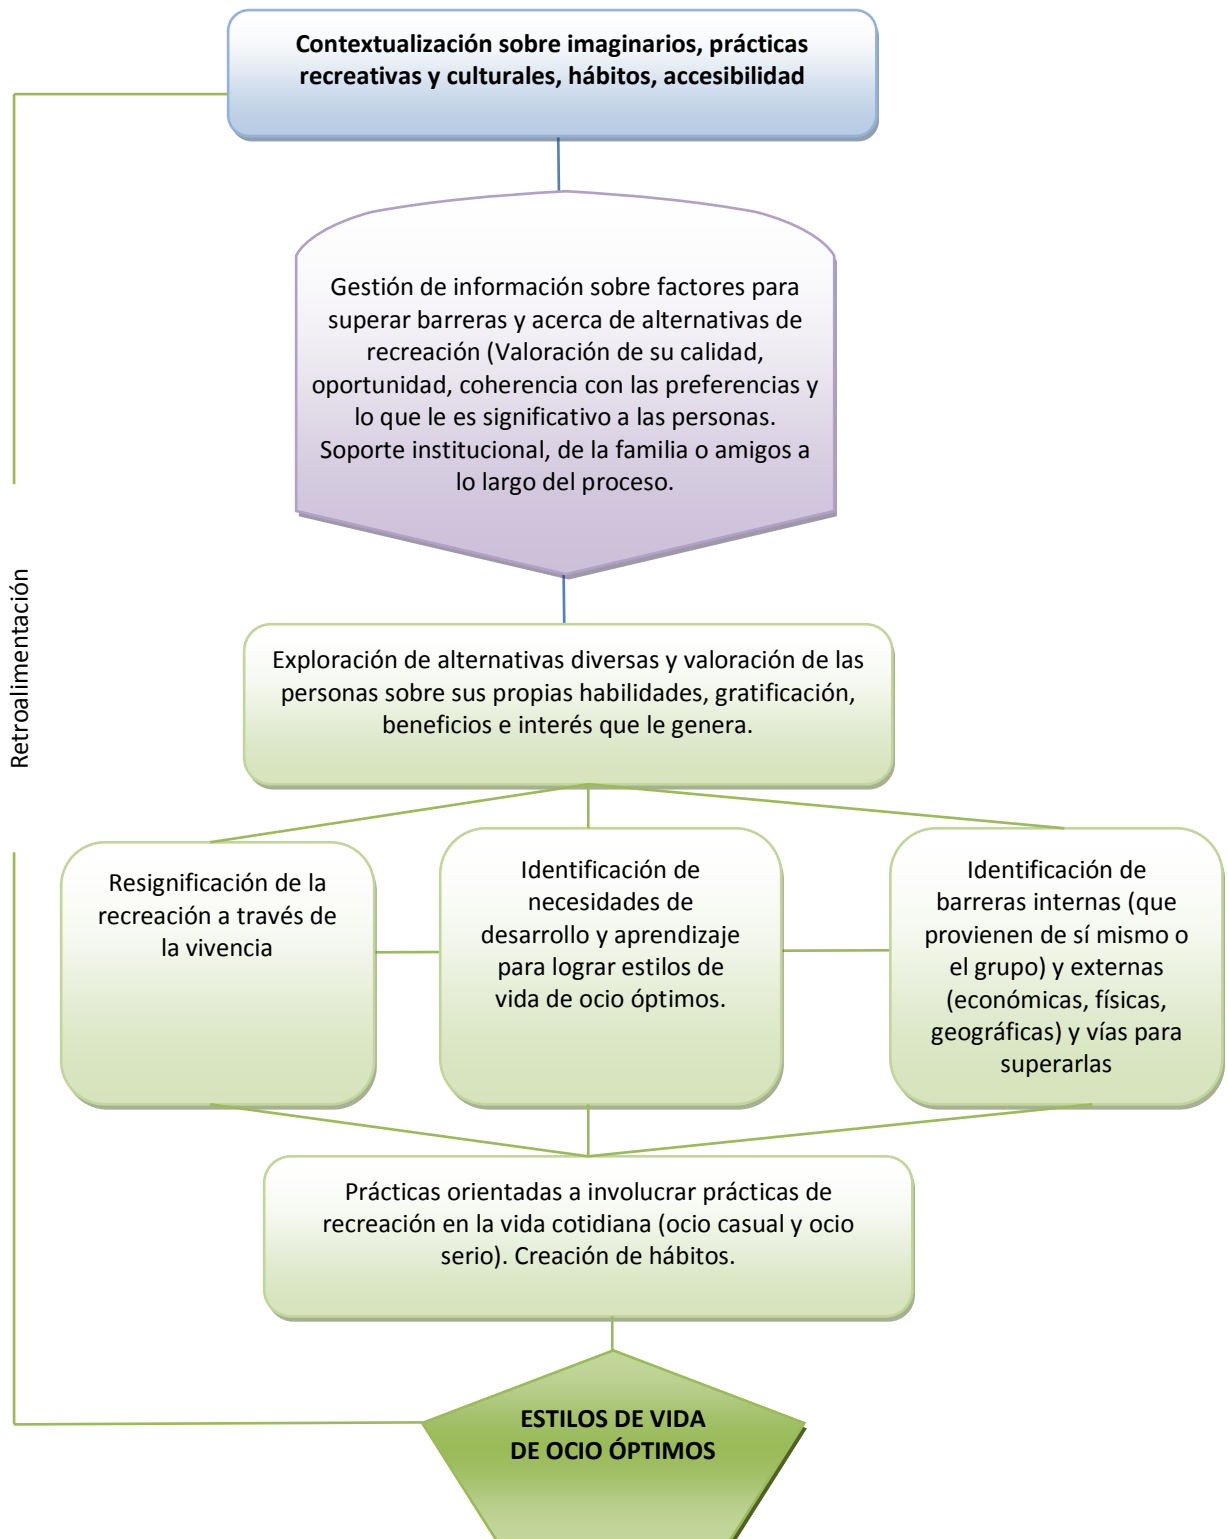 Contextualización sobre imaginarios, prácticas
recreativas y culturales, hábitos, accesibilidad
Gestión de información sobre factores para
superar barreras y acerca de alternativas de
recreación (Valoración de su calidad,
oportunidad, coherencia con las preferencias y
lo que le es significativo a las personas.
Soporte institucional, de la familia o amigos a
lo largo del proceso.
Retroalimentación
Exploración de alternativas diversas y valoración de las
personas sobre sus propias habilidades, gratificación,
beneficios e interés que le genera.
Resignificación de la
recreación a través de
la vivencia
Identificación de
necesidades de
desarrollo y aprendizaje
para lograr estilos de
vida de ocio óptimos.
Identificación de
barreras internas (que
provienen de sí mismo o
el grupo) y externas
(económicas, físicas,
geográficas) y vías para
superarlas
Prácticas orientadas a involucrar prácticas de
recreación en la vida cotidiana (ocio casual y ocio
serio). Creación de hábitos.
ESTILOS DE VIDA
DE OCIO ÓPTIMOS